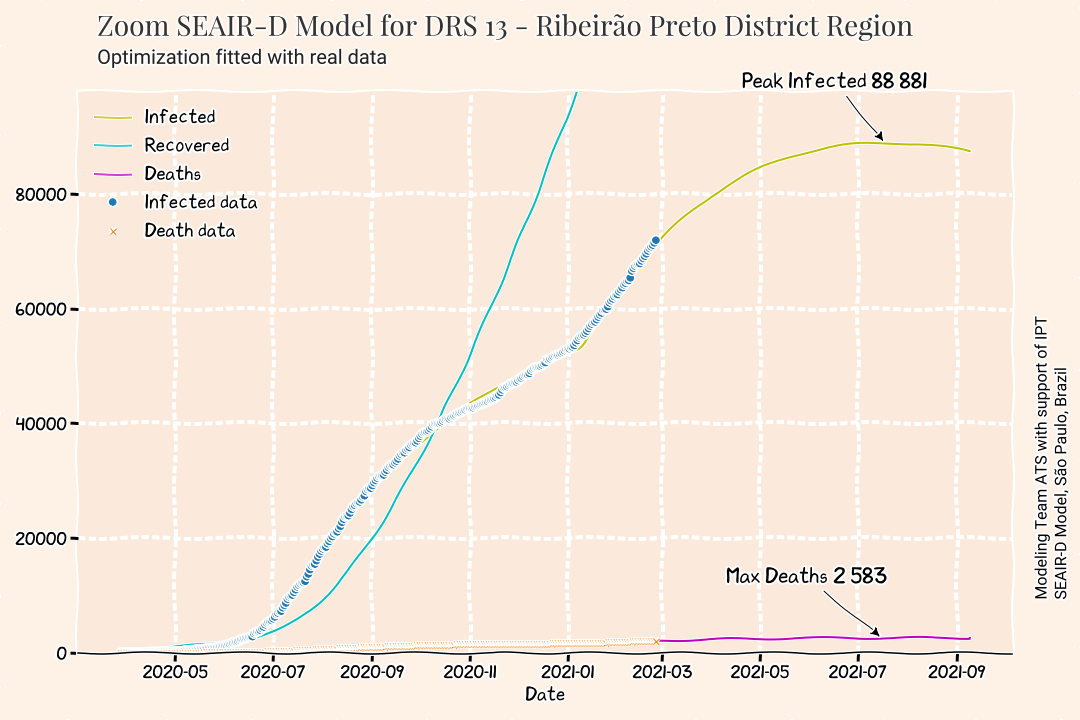 Zoom SEAIR-D Model for DRS 13 - Ribeirão Preto District Region
Optimization fitted with real data
Peak Infected 88 881
Infected
Recovered
Deaths
Infected data
Death data
80000
60000
40000
20000
0
Max Deaths 2 583
2020-05
2020-07
2020-09
2020-11
2021-01
2021-03
2021-05
2021-07
2021-09
Date
Modeling Team ATS with support of IPT
SEAIR-D Model, São Paulo, Brazil